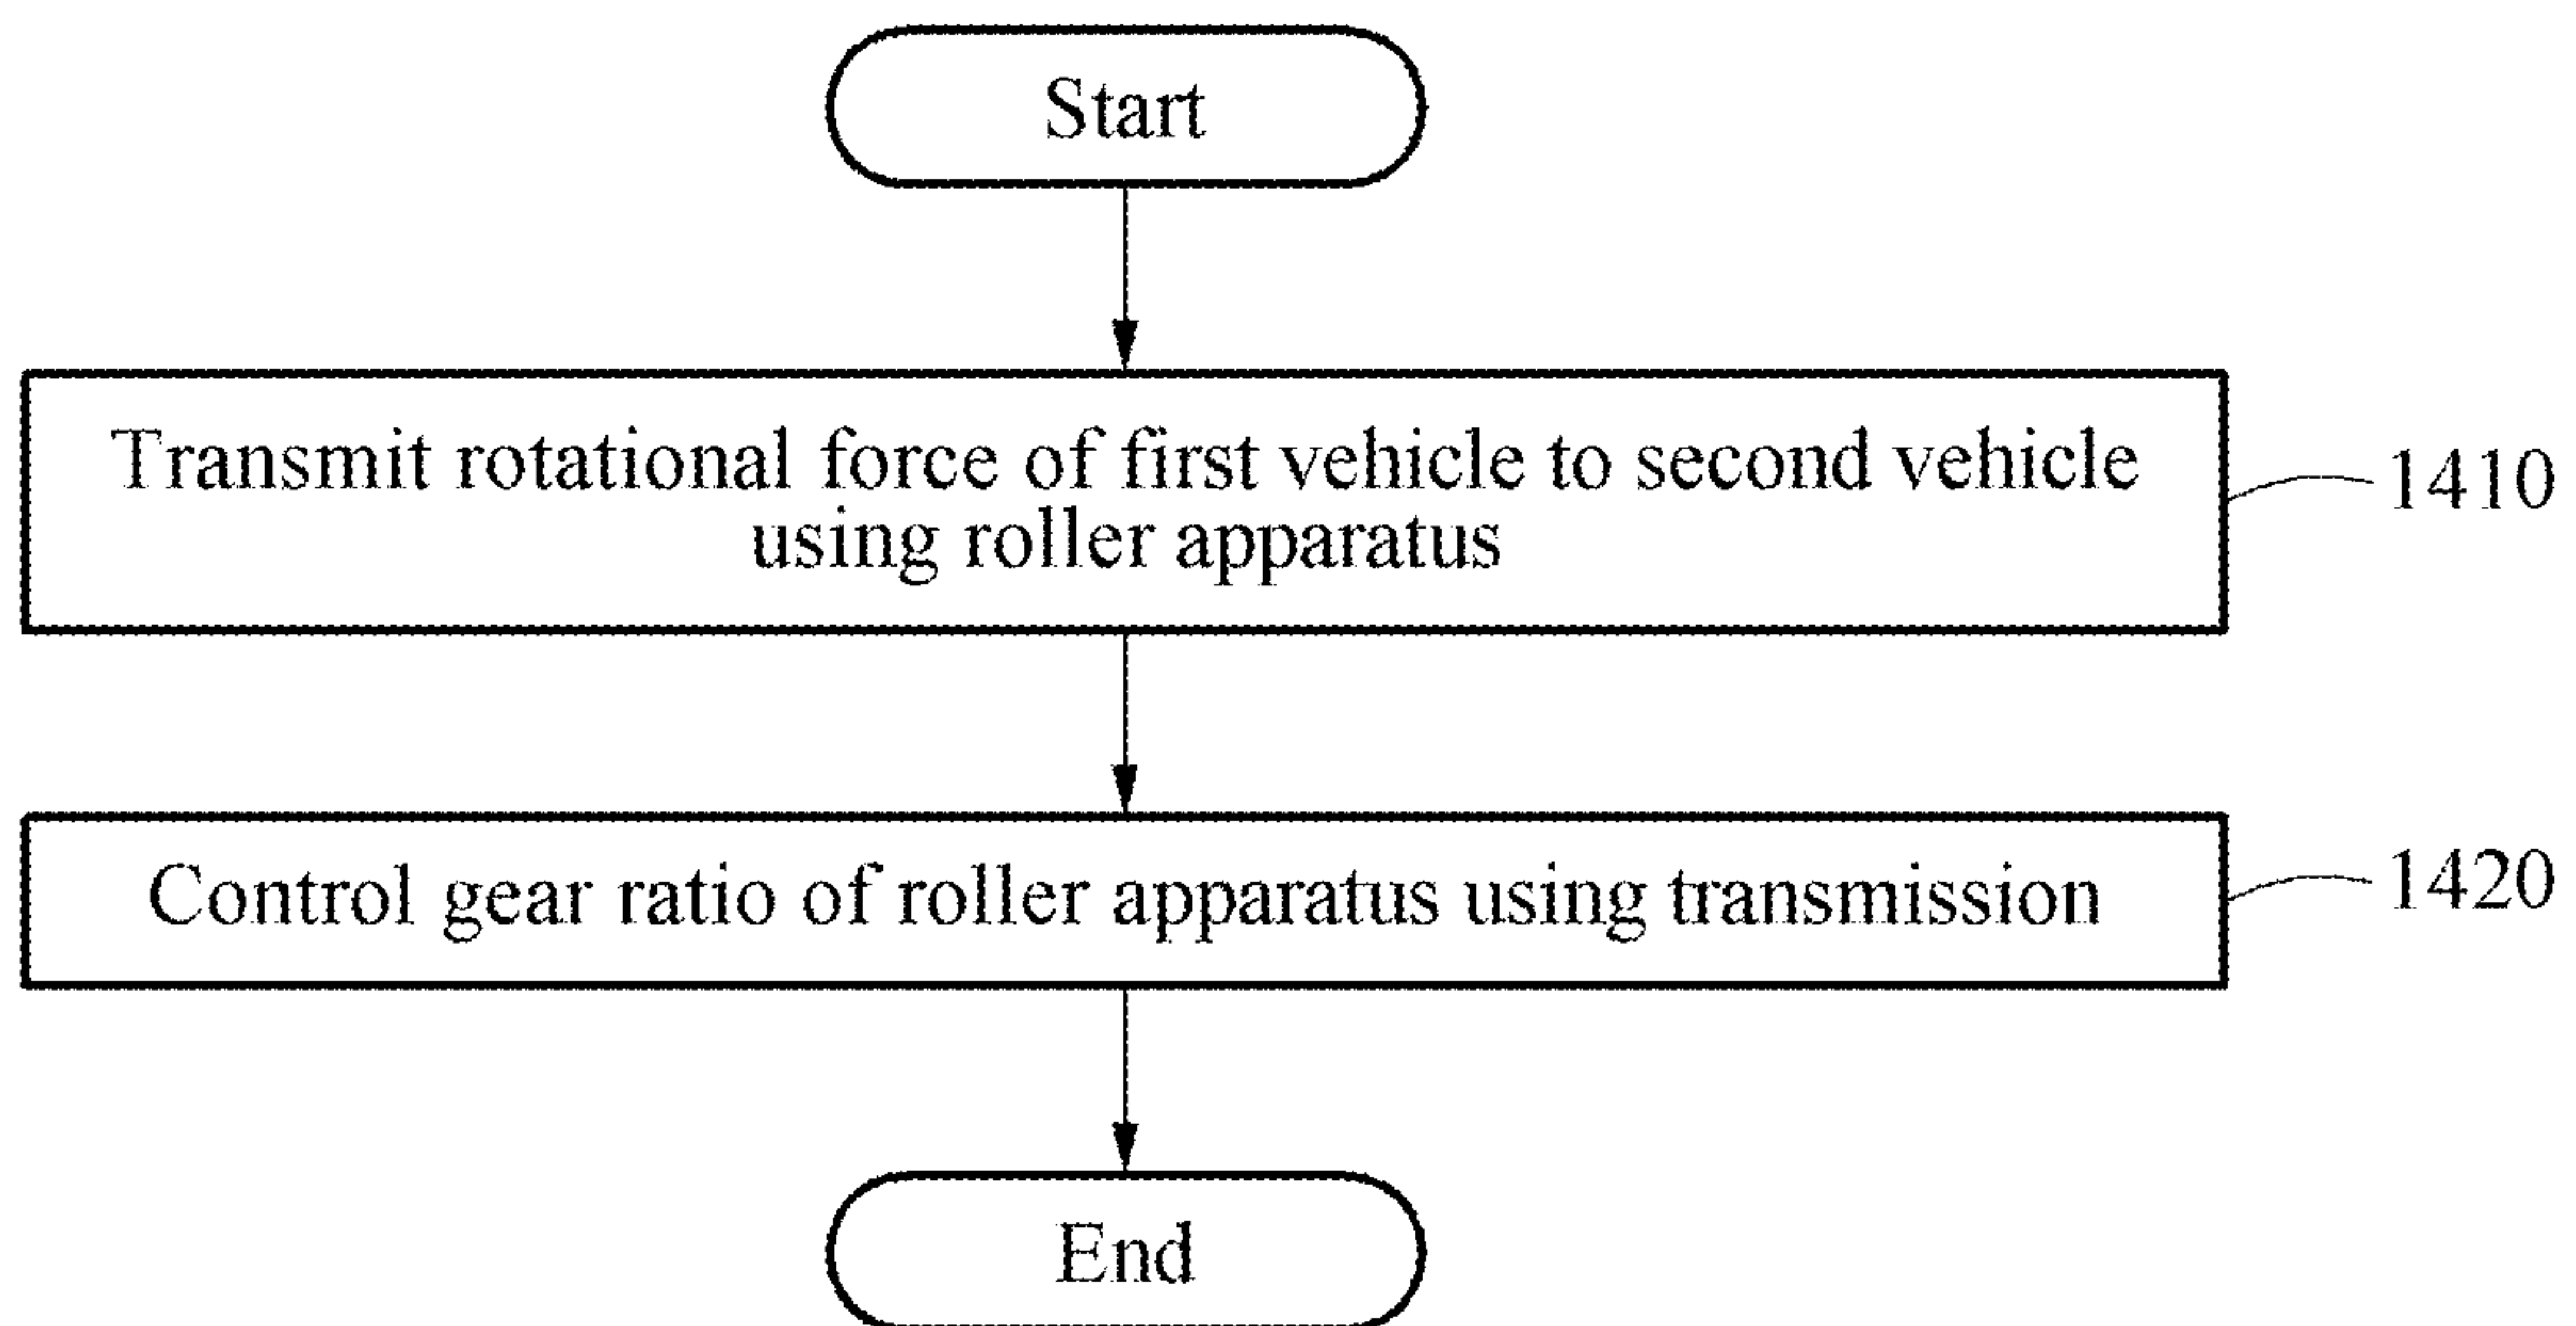 Start
Transmit rotational force of first vehicle to second vehicle
using roller apparatus
1410
Control gear ratio of roller apparatus using transmission
1420
End